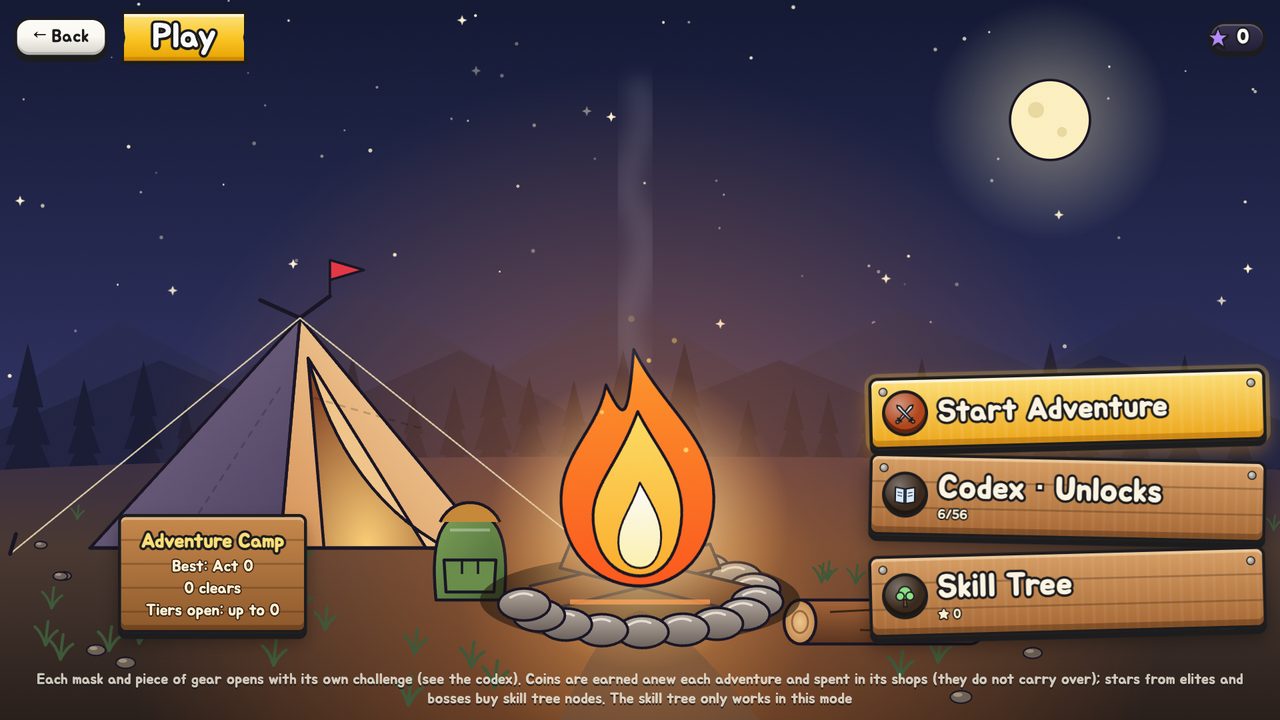 ← Back
Play
0
Start Adventure
Codex · Unlocks
6/56
Skill Tree
★ 0
Adventure Camp
Best: Act 0
0 clears
Tiers open: up to 0
Each mask and piece of gear opens with its own challenge (see the codex). Coins are earned anew each adventure and spent in its shops (they do not carry over); stars from elites and
bosses buy skill tree nodes. The skill tree only works in this mode